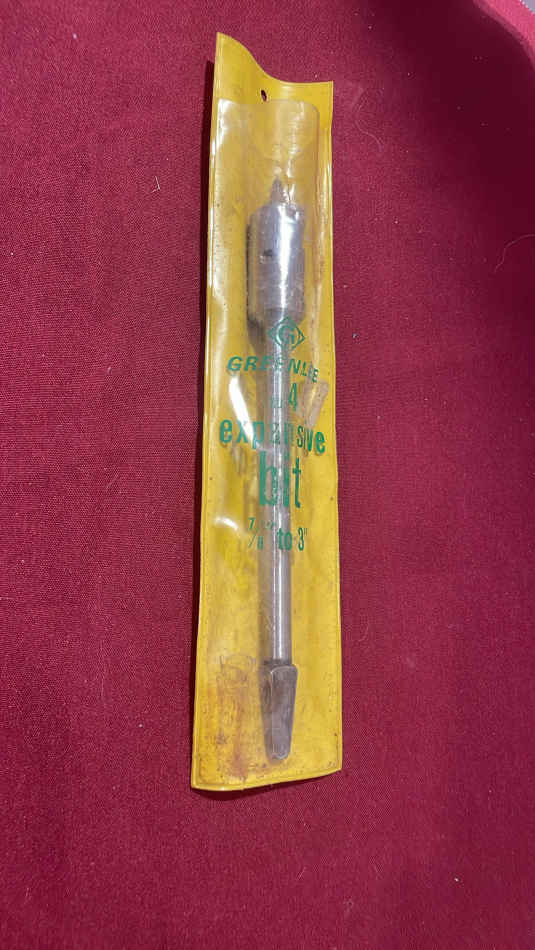 G
GREENLEE
4
expansive
bit
7/8" to 3"